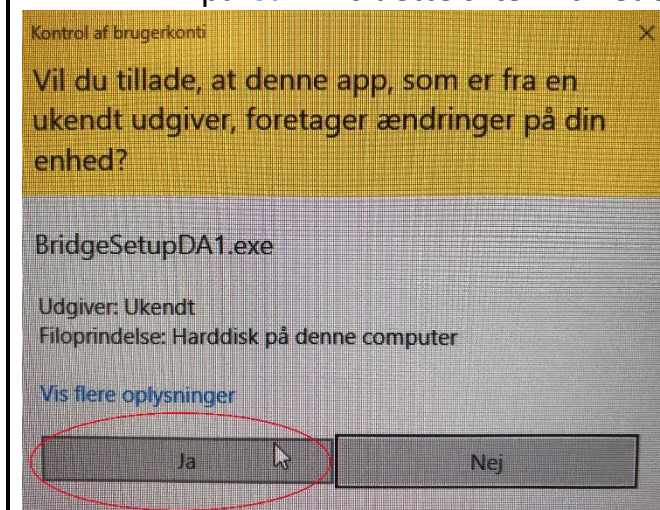 Kontrol af brugerkonti
Vil du tillade, at denne app, som er fra en
ukendt udgiver, foretager ændringer på din
enhed?
BridgeSetupDA1.exe
Udgiver: Ukendt
Filoprindelse: Harddisk på denne computer
Vis flere oplysninger
Ja
Nej